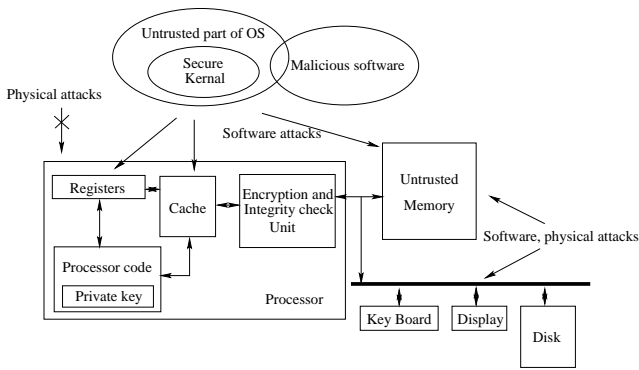 Untrusted part of OS
Secure
Kernal
Malicious software
Physical attacks
Software attacks
Registers
Cache
Encryption and
Integrity check
Unit
Untrusted
Memory
Software, physical attacks
Processor code
Private key
Processor
Key Board
Display
Disk